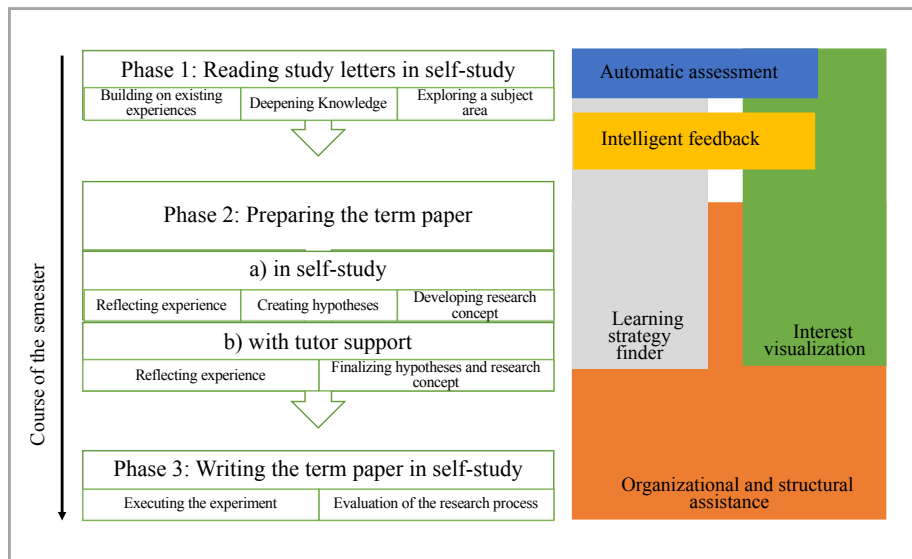 Course of the semester
Phase 1: Reading study letters in self-study
Building on existing
experiences
Deepening Knowledge
Exploring a subject
area
Phase 2: Preparing the term paper
a) in self-study
Reflecting experience
Creating hypotheses
Developing research
concept
b) with tutor support
Reflecting experience
Finalizing hypotheses and research
concept
Phase 3: Writing the term paper in self-study
Executing the experiment
Evaluation of the research process
Automatic assessment
Intelligent feedback
Learning
strategy
finder
Interest
visualization
Organizational and structural
assistance